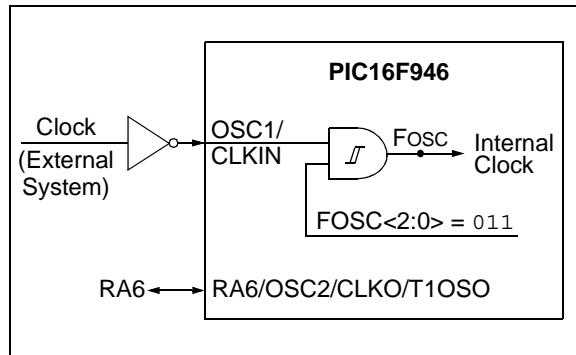 PIC16F946
Clock
(External
System)
OSC1/
CLKIN
FOSC
Internal
Clock
FOSC<2:0> = 011
RA6
RA6/OSC2/CLKO/T1OSO